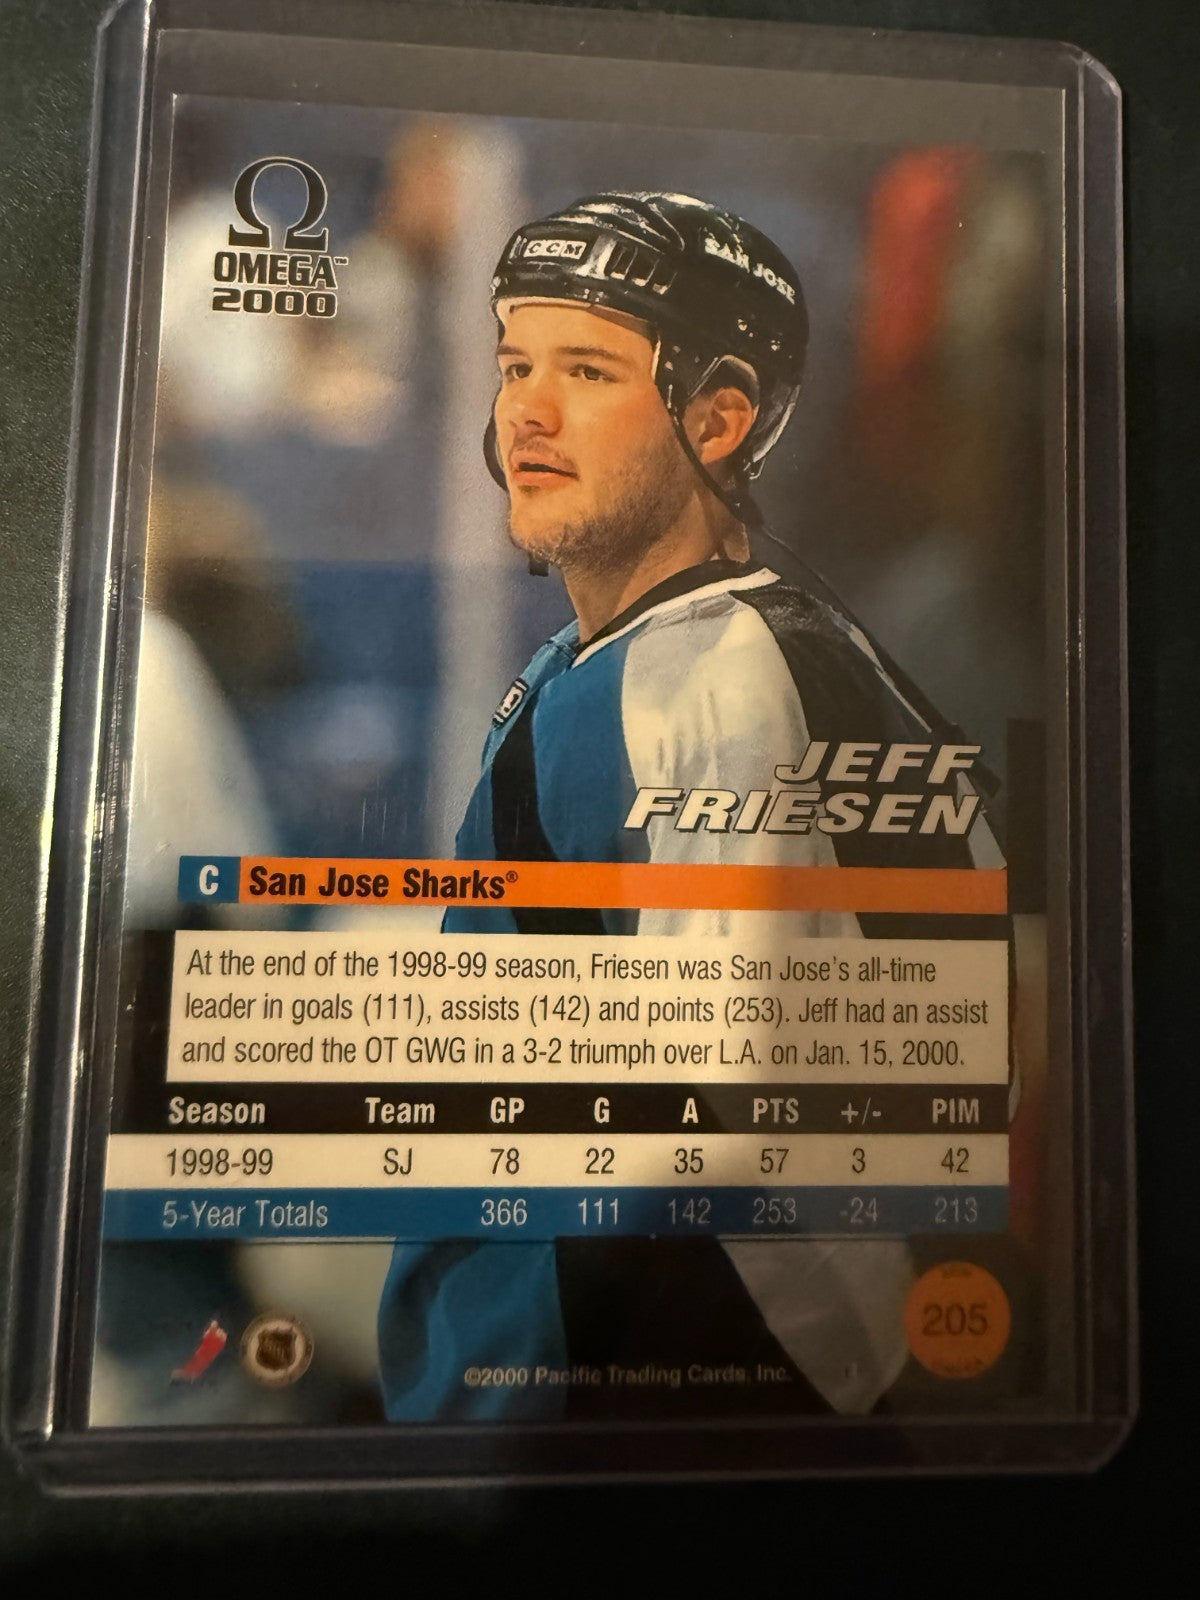 Ω
OMEGA™
2000
CCM
SAN JOSE
JEFF
FRIESEN
C San Jose Sharks®
At the end of the 1998-99 season, Friesen was San Jose's all-time
leader in goals (111), assists (142) and points (253). Jeff had an assist
and scored the OT GWG in a 3-2 triumph over L.A. on Jan. 15, 2000.
Season Team GP G A PTS +/- PIM
1998-99 SJ 78 22 35 57 3 42
5-Year Totals 366 111 142 253 -24 213
205
©2000 Pacific Trading Cards, Inc.